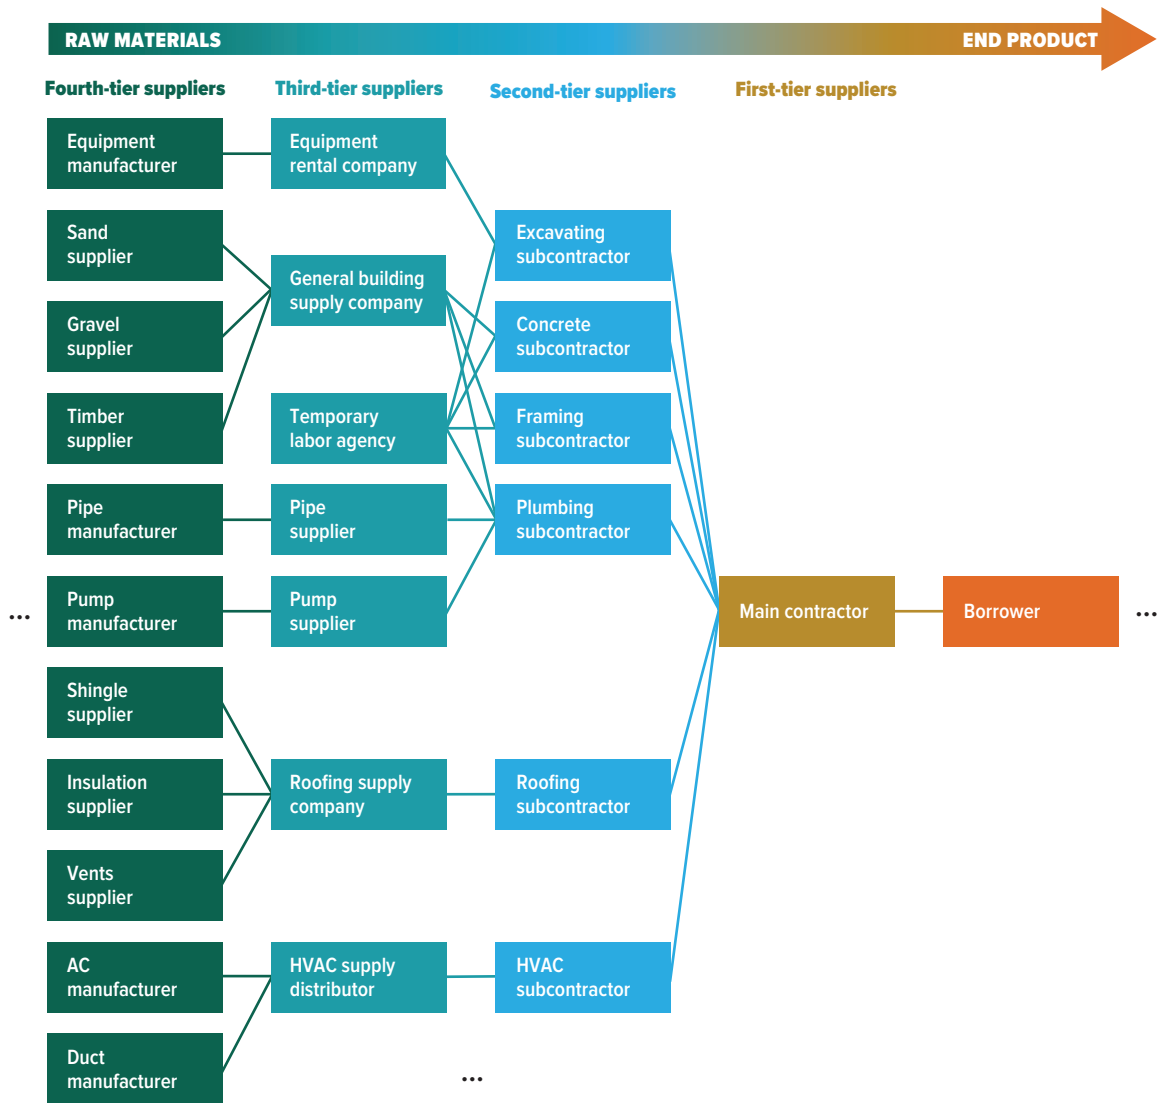 RAW MATERIALS
END PRODUCT
Fourth-tier suppliers
Third-tier suppliers
Second-tier suppliers
First-tier suppliers
Equipment
manufacturer
Sand
supplier
Gravel
supplier
Timber
supplier
Pipe
manufacturer
...
Pump
manufacturer
Shingle
supplier
Insulation
supplier
Vents
supplier
AC
manufacturer
Duct
manufacturer
Equipment
rental company
General building
supply company
Temporary
labor agency
Pipe
supplier
Pump
supplier
Roofing supply
company
HVAC supply
distributor
...
Excavating
subcontractor
Concrete
subcontractor
Framing
subcontractor
Plumbing
subcontractor
Roofing
subcontractor
HVAC
subcontractor
Main contractor
Borrower
...